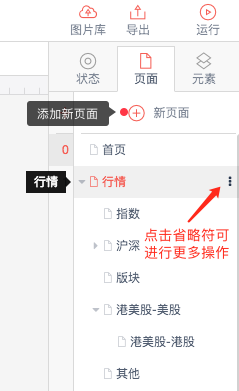 图片库 导出 运行
状态 页面 元素
添加新页面 新页面
0 首页
行情 行情
指数
点击省略符可
沪深
进行更多操作
版块
港美股-美股
港美股-港股
其他